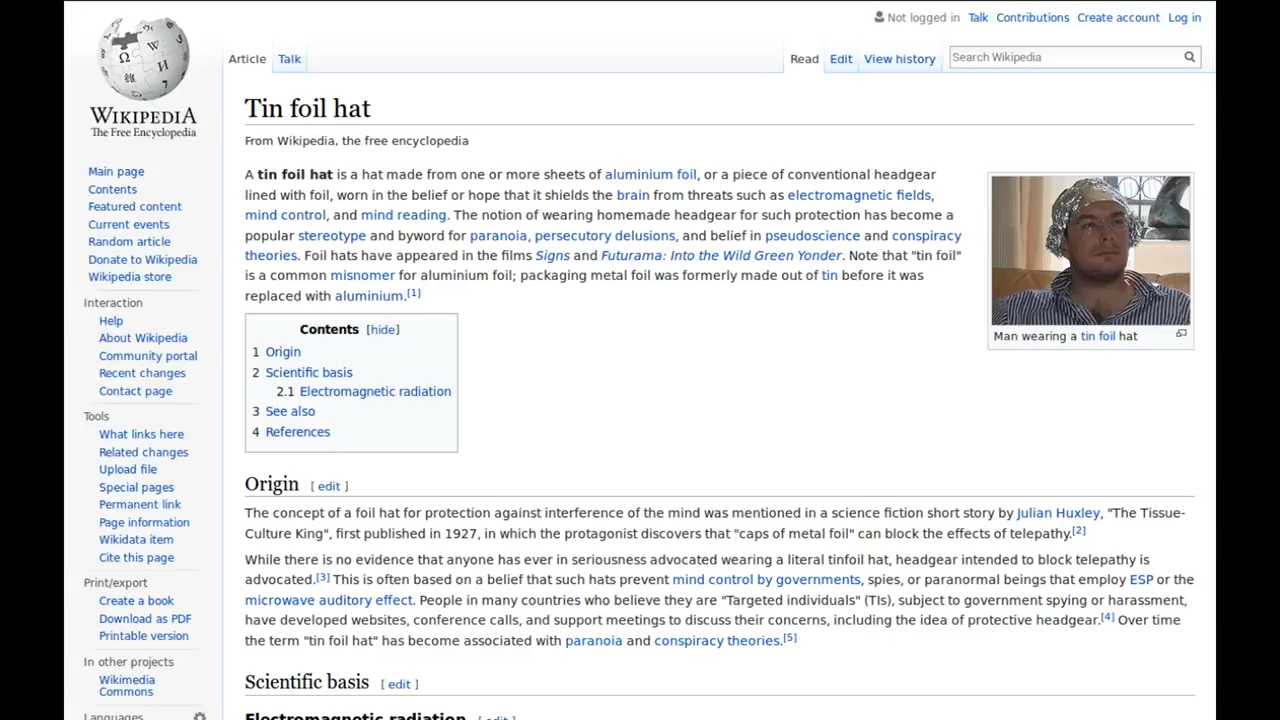 Not logged in Talk Contributions Create account Log in
Article Talk Read Edit View history Search Wikipedia
WIKIPEDIA
The Free Encyclopedia
Main page
Contents
Featured content
Current events
Random article
Donate to Wikipedia
Wikipedia store
Interaction
Help
About Wikipedia
Community portal
Recent changes
Contact page
Tools
What links here
Related changes
Upload file
Special pages
Permanent link
Page information
Wikidata item
Cite this page
Print/export
Create a book
Download as PDF
Printable version
In other projects
Wikimedia
Commons
Languages
Tin foil hat
From Wikipedia, the free encyclopedia
A tin foil hat is a hat made from one or more sheets of aluminium foil, or a piece of conventional headgear
lined with foil, worn in the belief or hope that it shields the brain from threats such as electromagnetic fields,
mind control, and mind reading. The notion of wearing homemade headgear for such protection has become a
popular stereotype and byword for paranoia, persecutory delusions, and belief in pseudoscience and conspiracy
theories. Foil hats have appeared in the films Signs and Futurama: Into the Wild Green Yonder. Note that "tin foil"
is a common misnomer for aluminium foil; packaging metal foil was formerly made out of tin before it was
replaced with aluminium.[1]
Man wearing a tin foil hat
Contents [hide]
1 Origin
2 Scientific basis
2.1 Electromagnetic radiation
3 See also
4 References
Origin [ edit ]
The concept of a foil hat for protection against interference of the mind was mentioned in a science fiction short story by Julian Huxley, "The Tissue-
Culture King", first published in 1927, in which the protagonist discovers that "caps of metal foil" can block the effects of telepathy.[2]
While there is no evidence that anyone has ever in seriousness advocated wearing a literal tinfoil hat, headgear intended to block telepathy is
advocated.[3] This is often based on a belief that such hats prevent mind control by governments, spies, or paranormal beings that employ ESP or the
microwave auditory effect. People in many countries who believe they are "Targeted individuals" (TIs), subject to government spying or harassment,
have developed websites, conference calls, and support meetings to discuss their concerns, including the idea of protective headgear.[4] Over time
the term "tin foil hat" has become associated with paranoia and conspiracy theories.[5]
Scientific basis [ edit ]
Electromagnetic radiation [ edit ]